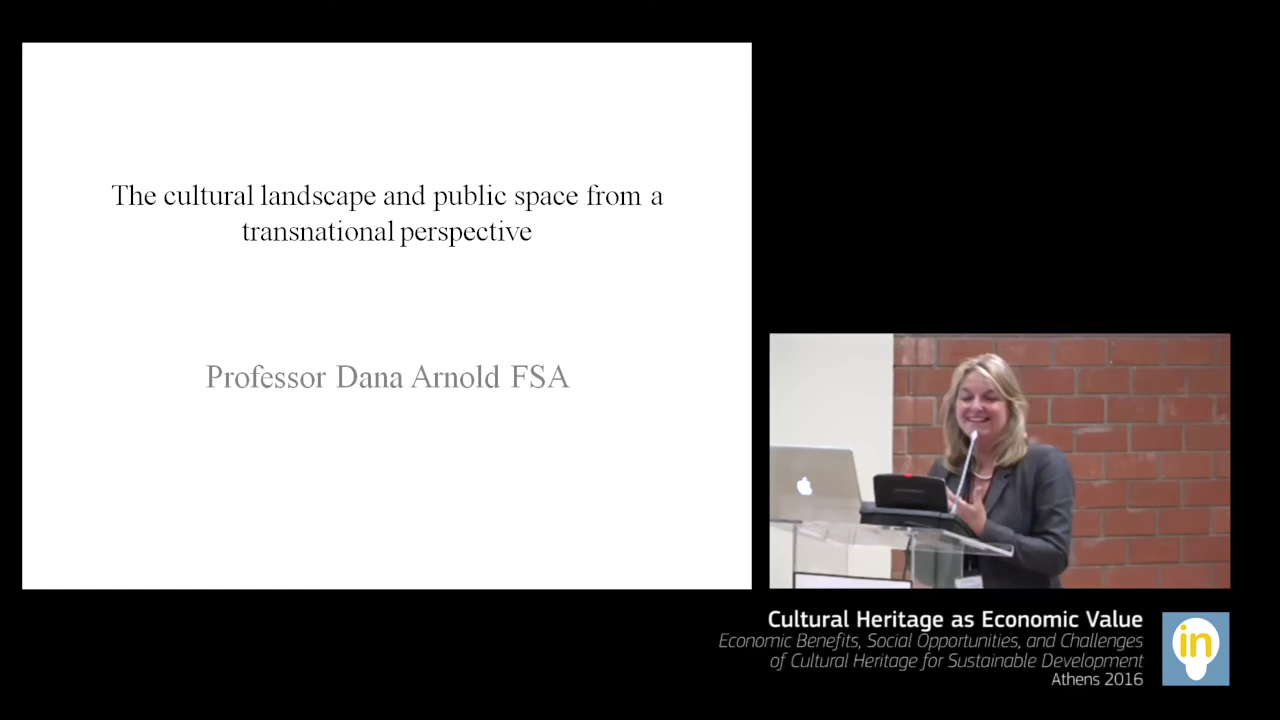 The cultural landscape and public space from a
transnational perspective
Professor Dana Arnold FSA
Cultural Heritage as Economic Value
Economic Benefits, Social Opportunities, and Challenges
of Cultural Heritage for Sustainable Development
Athens 2016
in